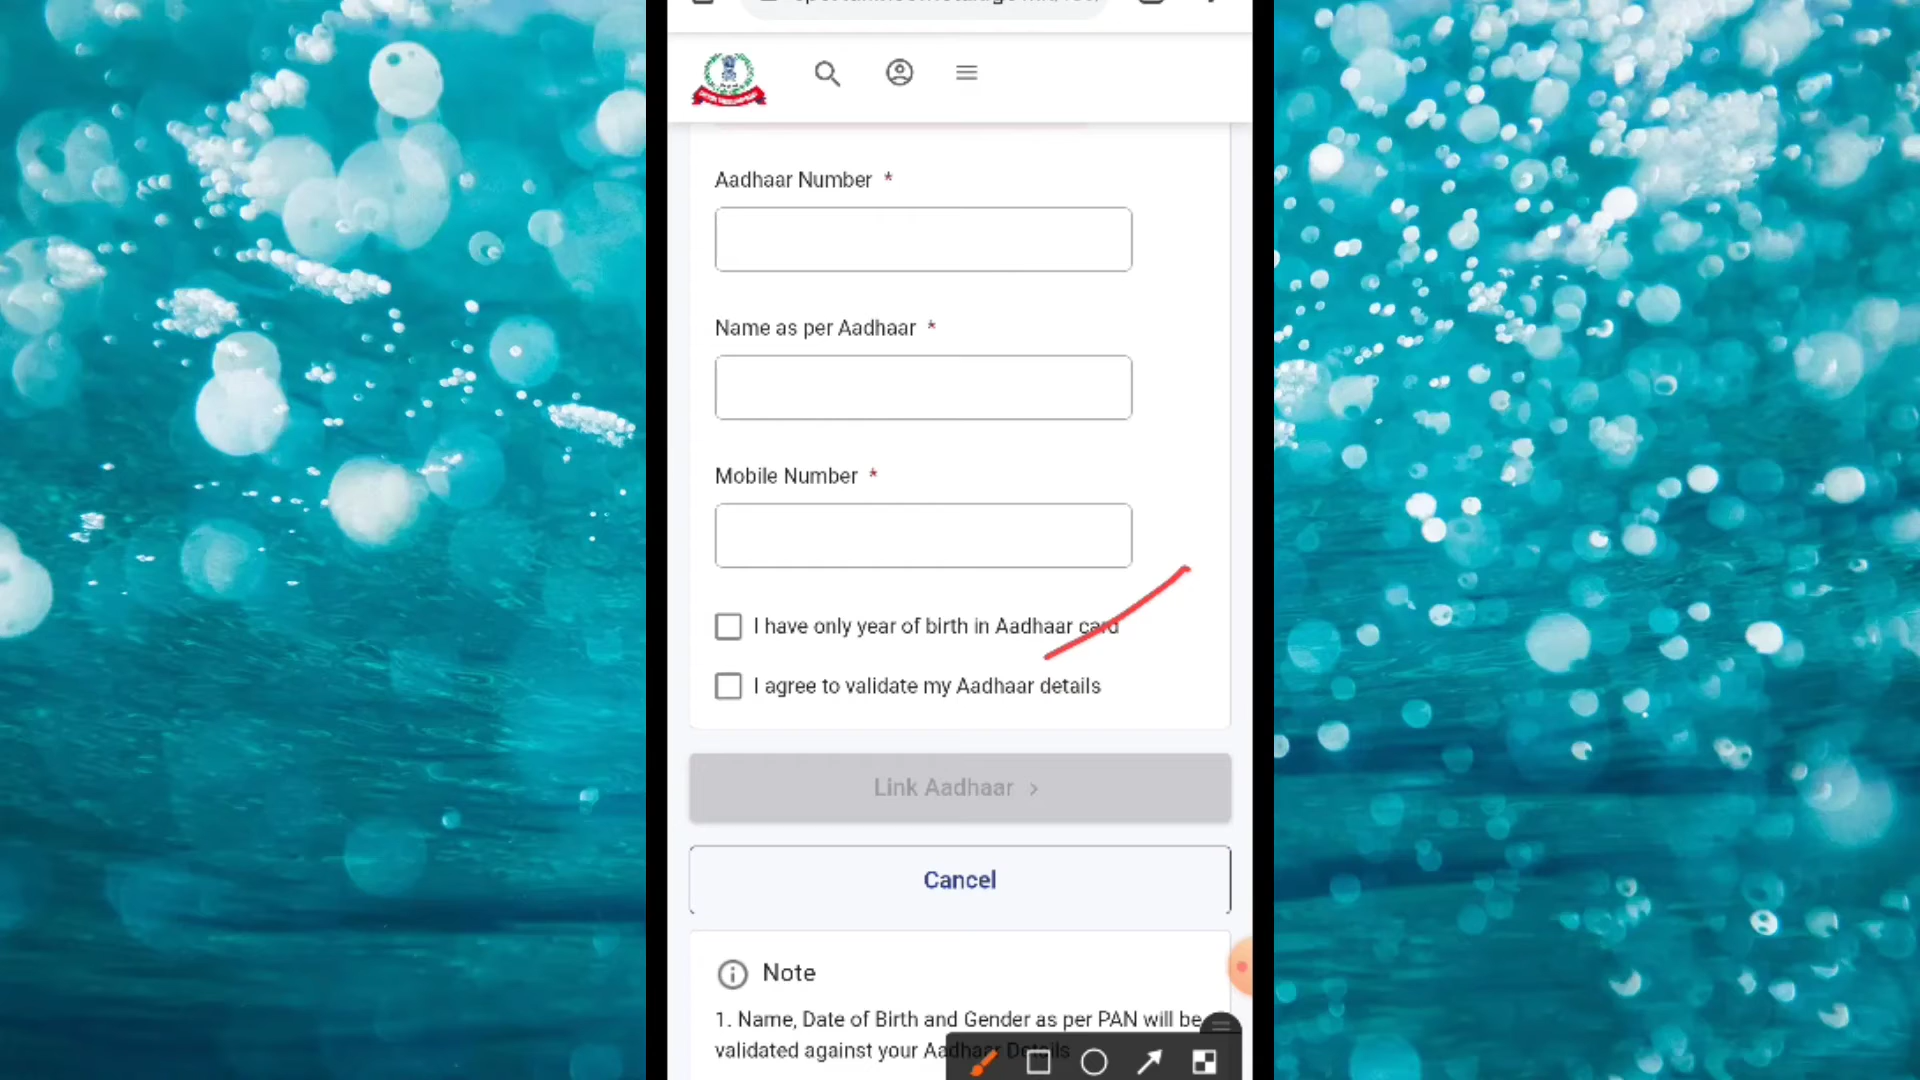 Aadhaar Number *
Name as per Aadhaar *
Mobile Number *
I have only year of birth in Aadhaar card
I agree to validate my Aadhaar details
Link Aadhaar >
Cancel
Note
1. Name, Date of Birth and Gender as per PAN will be
validated against your Aadhaar Details